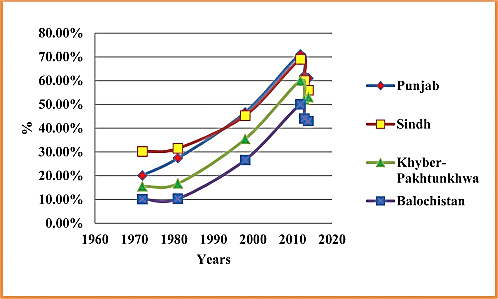 80.00%
70.00%
60.00%
50.00%
40.00%
30.00%
20.00%
10.00%
0.00%
%
1960 1970 1980 1990 2000 2010 2020
Years
Punjab
Sindh
Khyber-
Pakhtunkhwa
Balochistan